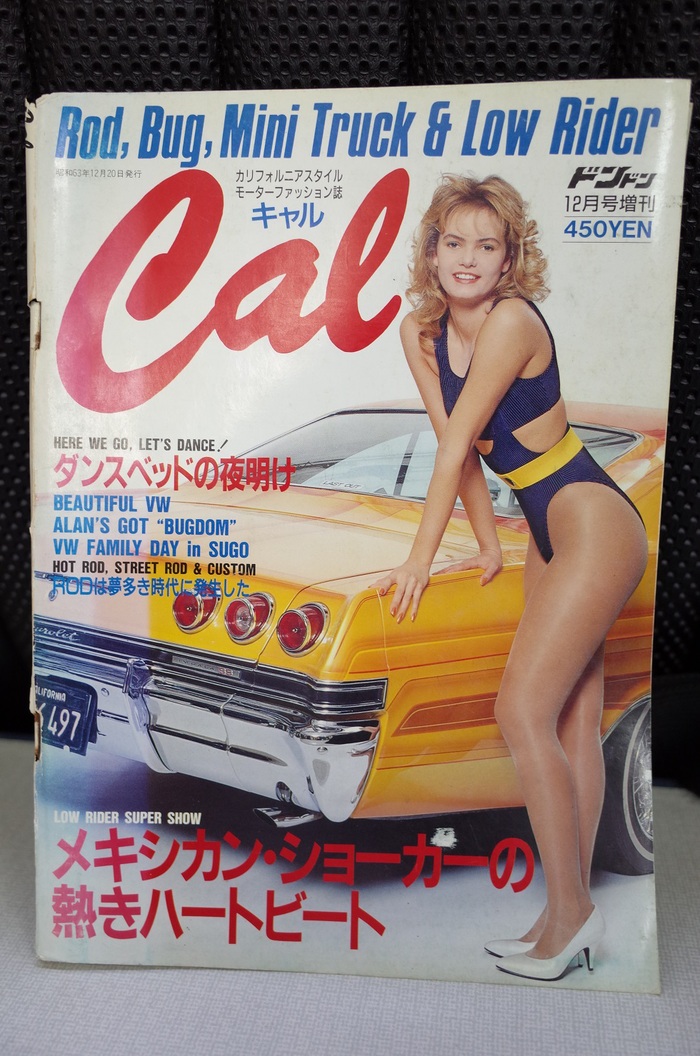 Rod, Bug, Mini Truck & Low Rider
昭和63年12月20日発行
カリフォルニアスタイル
モーターファッション誌
キャル
Cal
ドンドン
12月号増刊
450YEN
HERE WE GO, LET'S DANCE!
ダンスベッドの夜明け
BEAUTIFUL VW
ALAN'S GOT “BUGDOM”
VW FAMILY DAY in SUGO
HOT ROD, STREET ROD & CUSTOM
RODは夢多き時代に発生した
LAST OUT
CALIFORNIA
497
LOW RIDER SUPER SHOW
メキシカン・ショーカーの
熱きハートビート